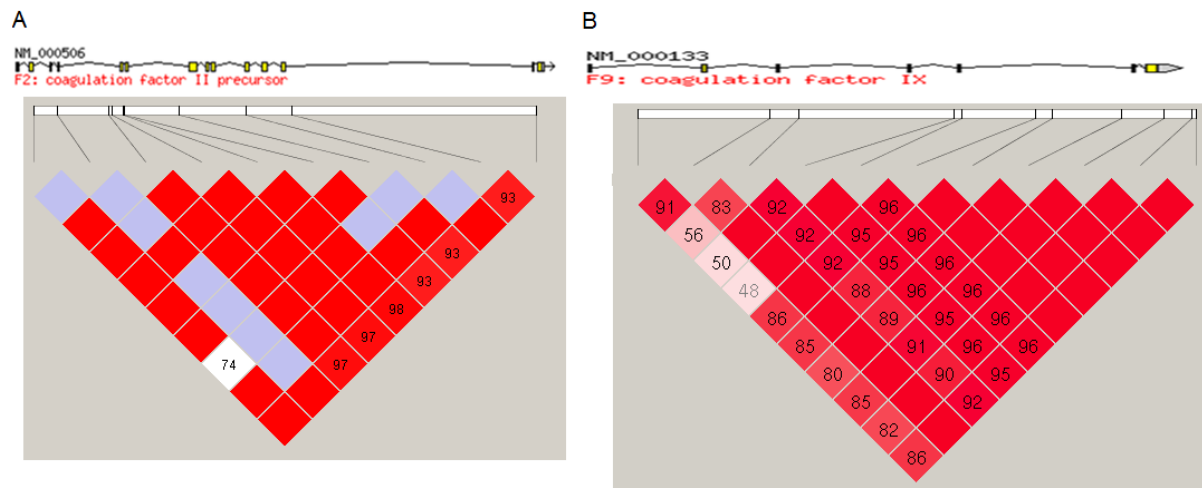 A
NM_000506
F2: coagulation factor II precursor
93
93
93
98
97
74 97
B
NM_000133
F9: coagulation factor IX
91 83 92 96
56 92 95 96
50 92 95 96
48 88 96 96
86 89 95 96
85 91 96 96
80 90 95
85 92
82
86